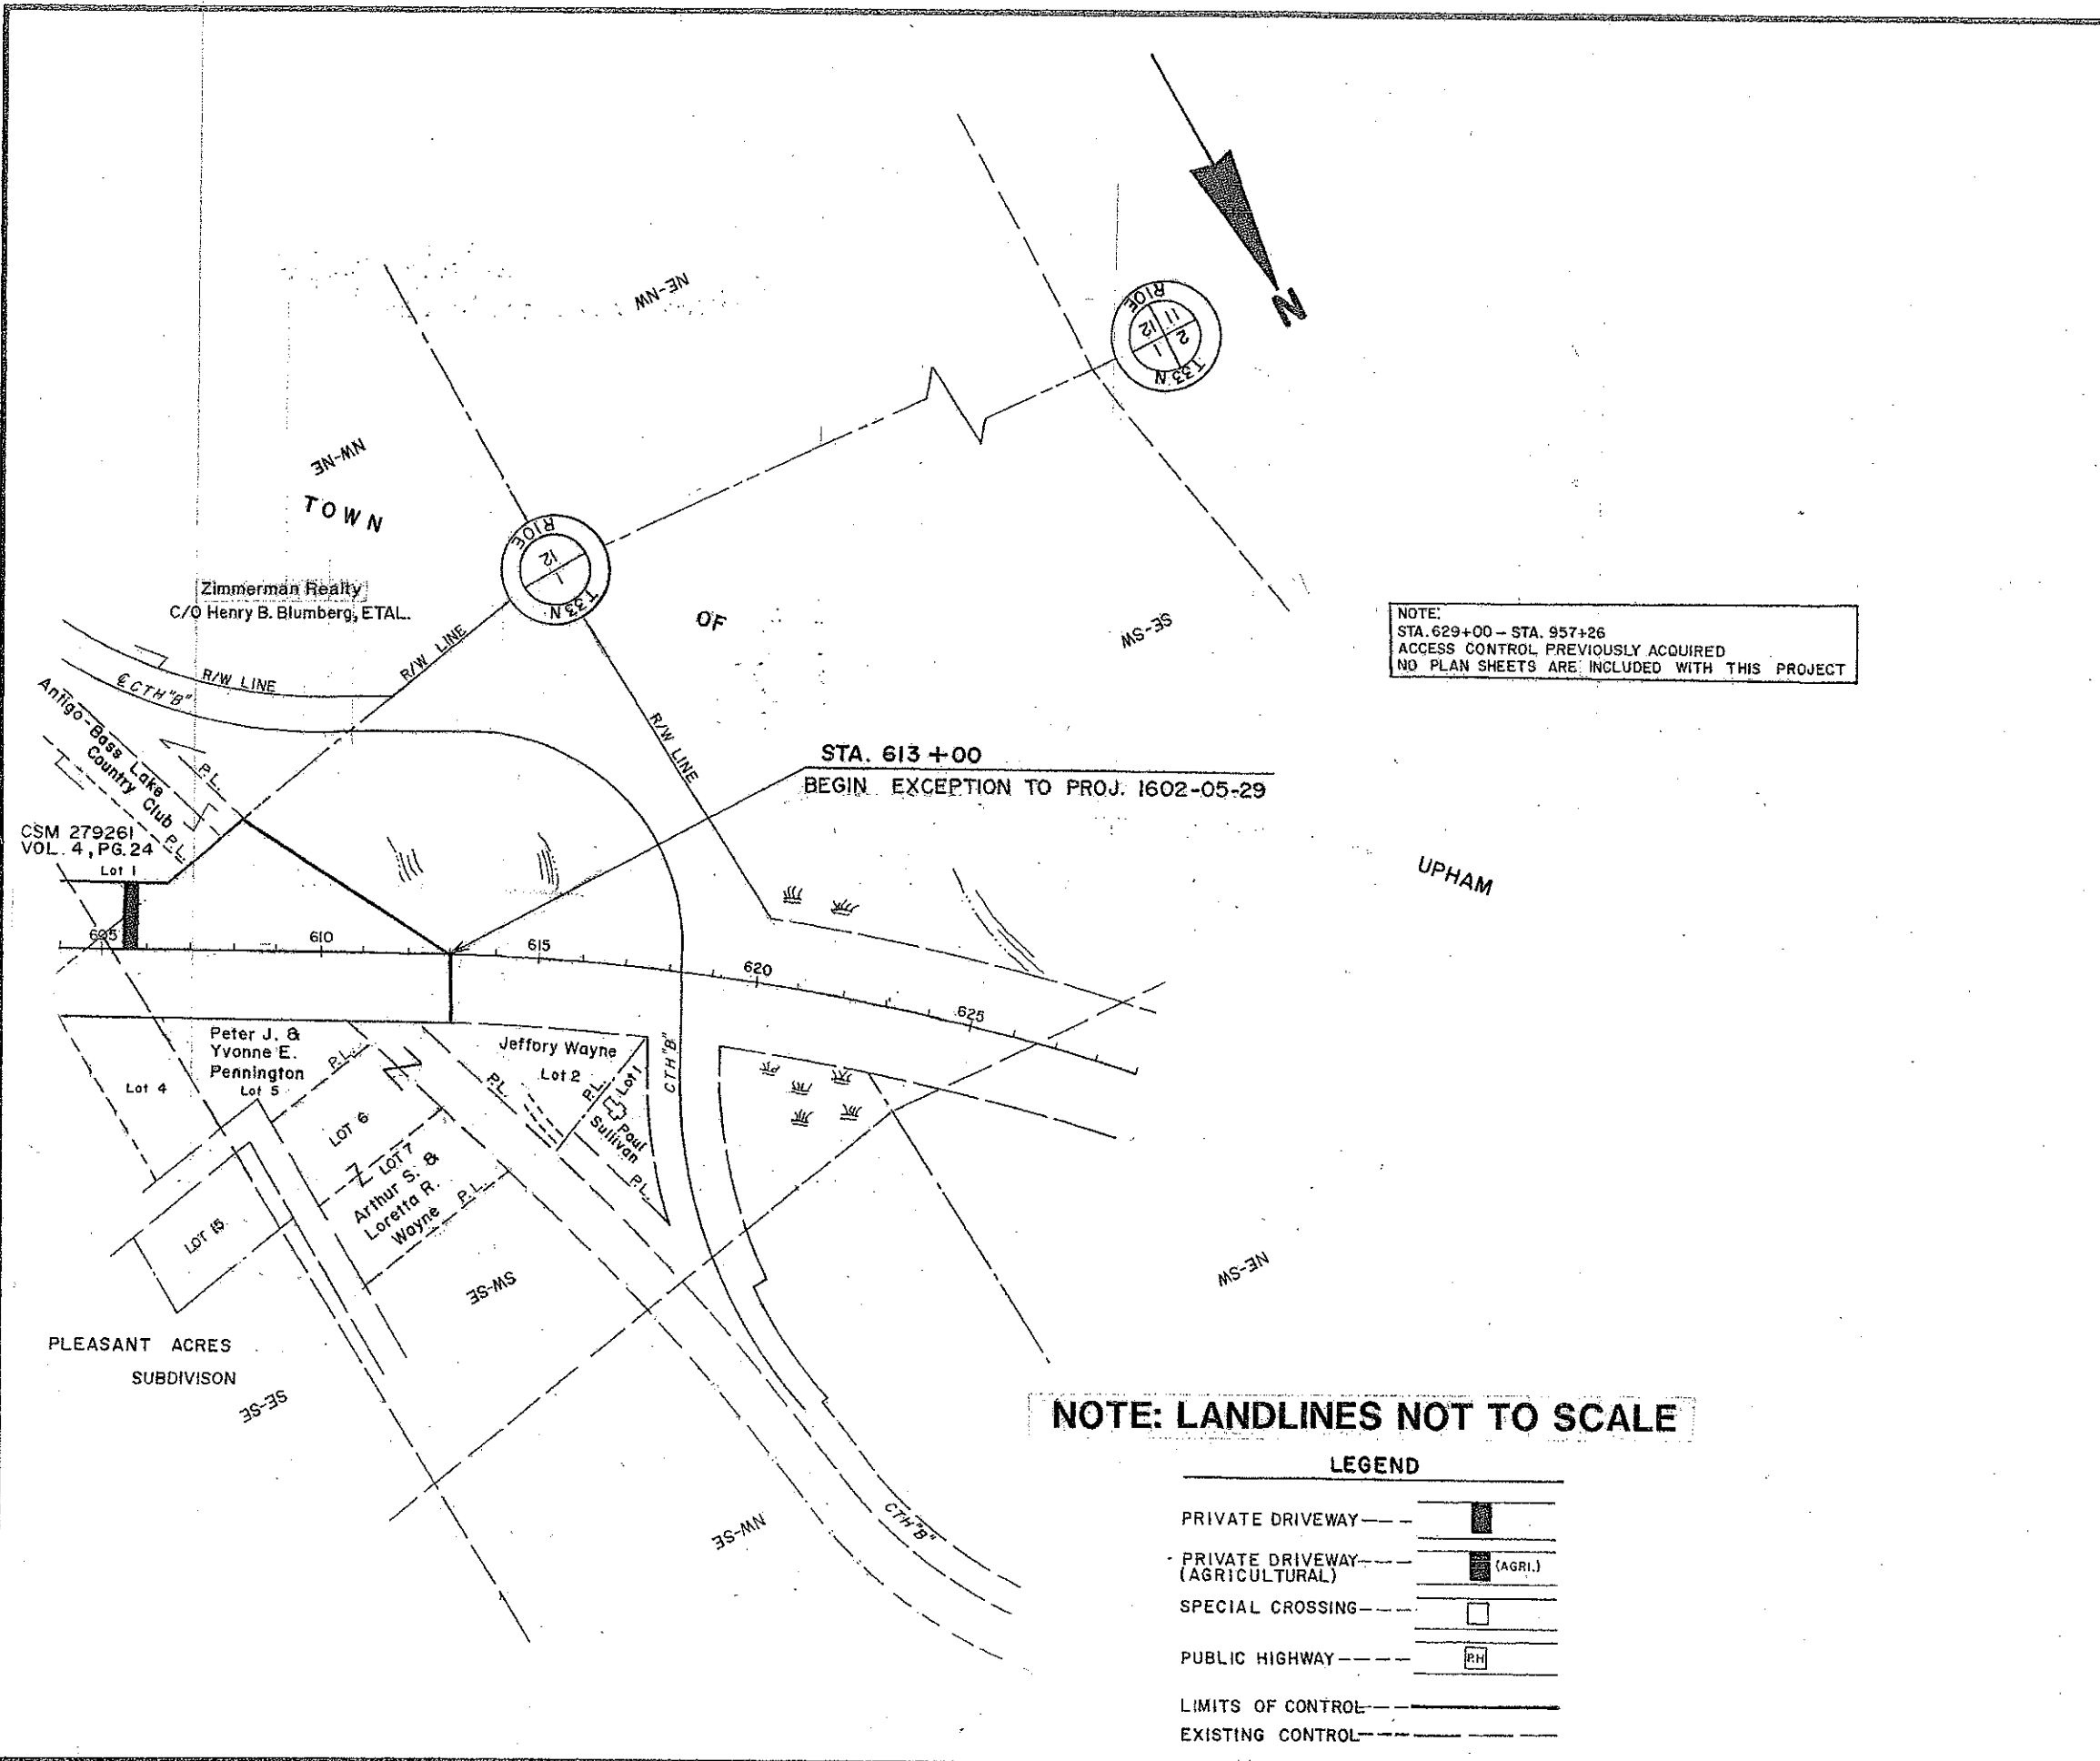 N
NE-NW
R10E
12
11
1
2
T.33N
NW-NE
TOWN
R10E
12
1
T.33N
Zimmerman Realty
C/O Henry B. Blumberg, ETAL.
OF
SE-SW
NOTE:
STA. 629+00 - STA. 957+26
ACCESS CONTROL PREVIOUSLY ACQUIRED
NO PLAN SHEETS ARE INCLUDED WITH THIS PROJECT
R/W LINE
R/W LINE
℄ CTH "B"
R/W LINE
Antigo-Bass Lake
Country Club
P.L.
P.L.
STA. 613+00
BEGIN EXCEPTION TO PROJ. 1602-05-29
CSM 279261
VOL. 4, PG. 24
Lot 1
UPHAM
605
610
615
620
625
Peter J. &
Yvonne E.
Pennington
Lot 5
P.L.
Lot 4
Jeffory Wayne
Lot 2
P.L.
P.L.
Lot 1
Paul
Sullivan
P.L.
CTH "B"
LOT 6
LOT 7
Arthur S. &
Loretta R.
Wayne
P.L.
LOT 15
SW-SE
NE-SW
PLEASANT ACRES
SUBDIVISON
SE-SE
NW-SE
CTH "B"
NOTE: LANDLINES NOT TO SCALE
LEGEND
PRIVATE DRIVEWAY
PRIVATE DRIVEWAY
(AGRICULTURAL)
(AGRI.)
SPECIAL CROSSING
PUBLIC HIGHWAY
P.H
LIMITS OF CONTROL
EXISTING CONTROL